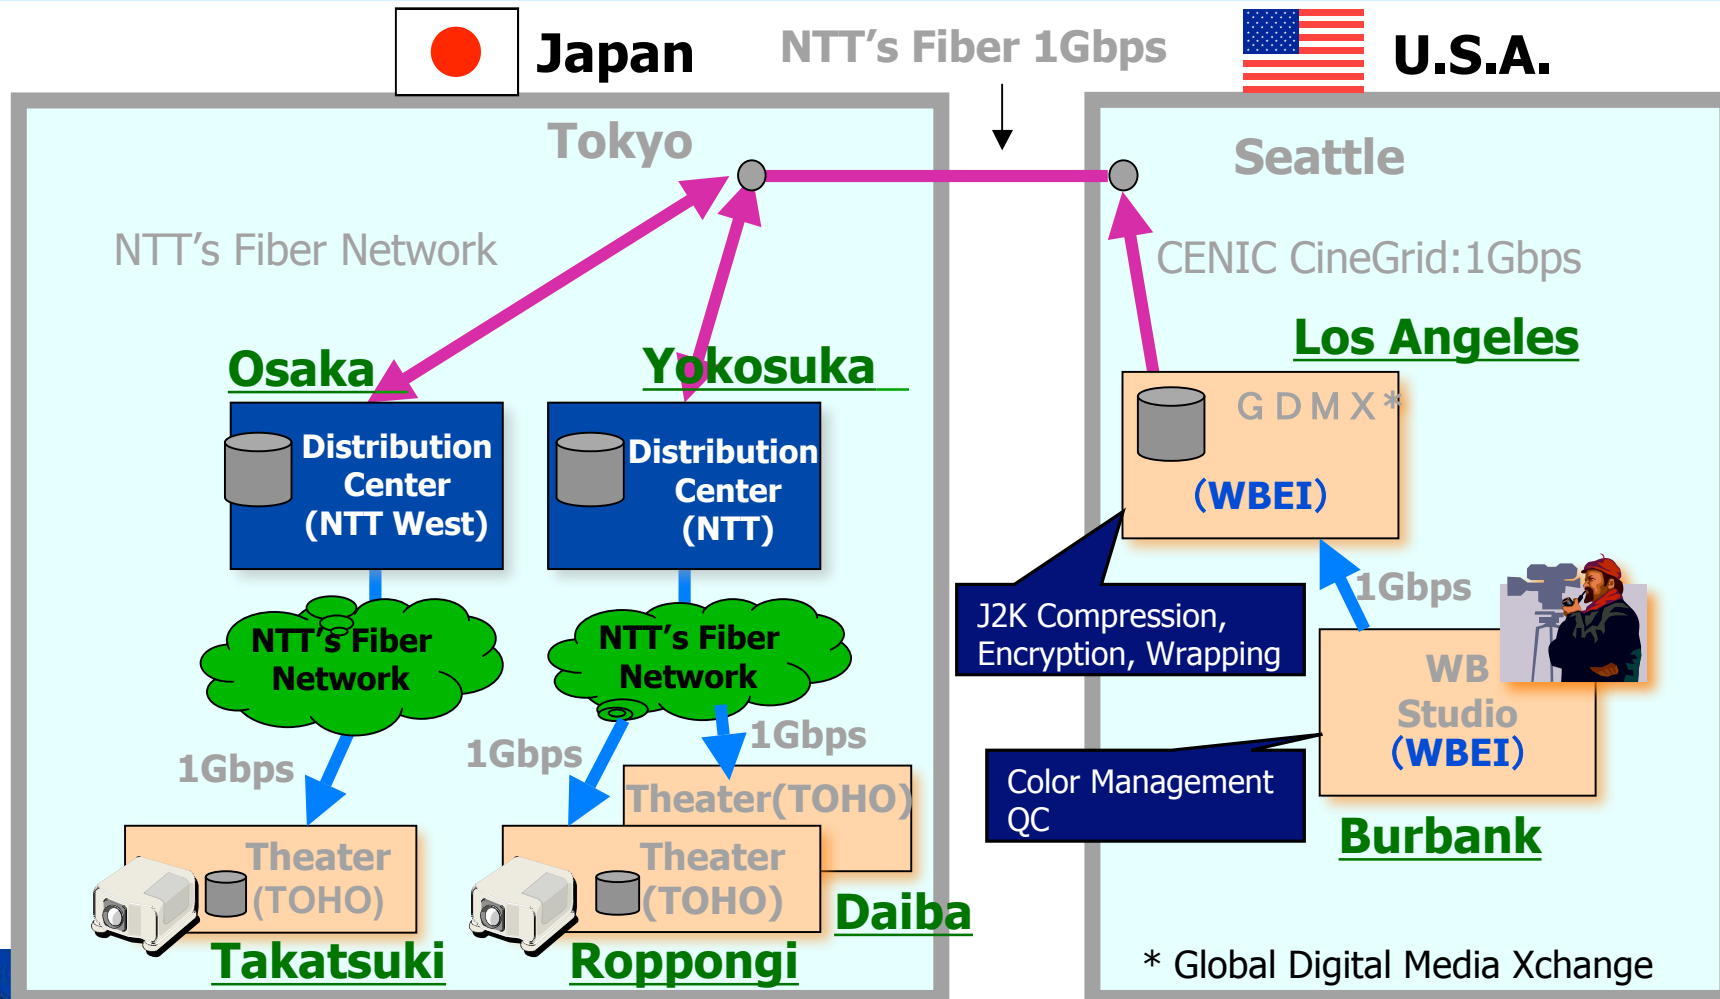 Japan
NTT's Fiber 1Gbps
U.S.A.
Tokyo
Seattle
NTT's Fiber Network
CENIC CineGrid:1Gbps
Los Angeles
Osaka
Yokosuka
ＧＤＭＸ*
(WBEI)
Distribution
Center
(NTT West)
Distribution
Center
(NTT)
1Gbps
J2K Compression,
Encryption, Wrapping
NTT's Fiber
Network
NTT's Fiber
Network
WB
Studio
(WBEI)
1Gbps
1Gbps
1Gbps
Color Management
QC
Theater(TOHO)
Burbank
Theater
(TOHO)
Theater
(TOHO)
Daiba
Takatsuki
Roppongi
* Global Digital Media Xchange